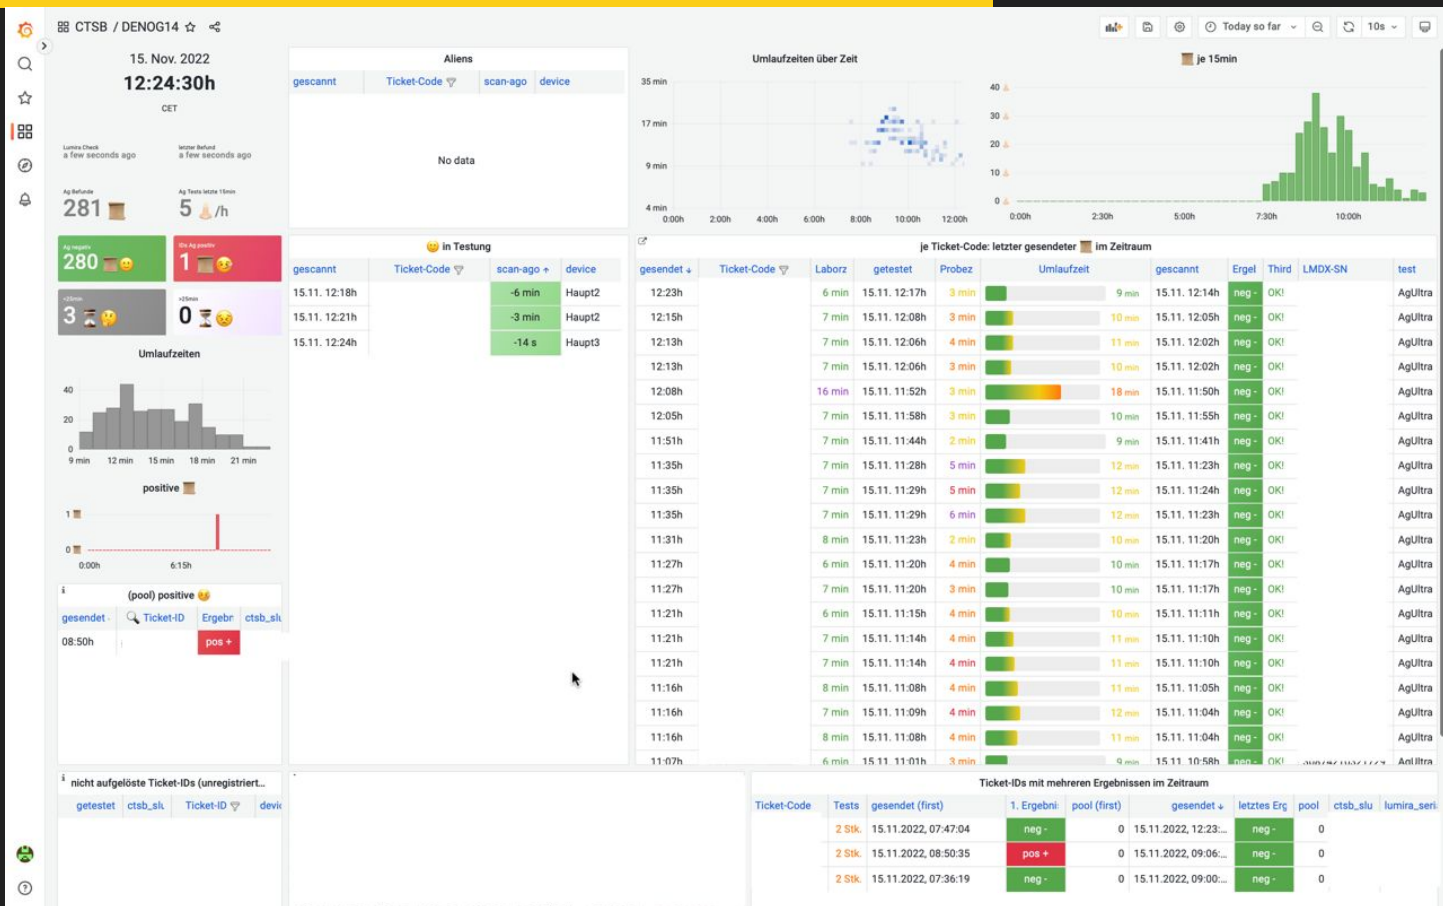 CTSB / DENOG14
Today so far
10s
15. Nov. 2022
12:24:30h
CET
Lumira Check
a few seconds ago
letzter Befund
a few seconds ago
Ag Befunde
281
Ag Tests letzte 15min
5 /h
Ag negativ
280
IDs Ag positiv
1
<25min
3
>25min
0
Umlaufzeiten
40
20
0
9 min 12 min 15 min 18 min 21 min
positive
1
0
0:00h 6:15h
(pool) positive
gesendet Ticket-ID Ergebn ctsb_slu
08:50h pos +
nicht aufgelöste Ticket-IDs (unregistriert...
getestet ctsb_slu Ticket-ID devic
Aliens
gescannt Ticket-Code scan-ago device
No data
in Testung
gescannt Ticket-Code scan-ago device
15.11. 12:18h -6 min Haupt2
15.11. 12:21h -3 min Haupt2
15.11. 12:24h -14 s Haupt3
Umlaufzeiten über Zeit
35 min
17 min
9 min
4 min
0:00h 2:00h 4:00h 6:00h 8:00h 10:00h 12:00h
je 15min
40
30
20
10
0
0:00h 2:30h 5:00h 7:30h 10:00h
je Ticket-Code: letzter gesendeter im Zeitraum
gesendet Ticket-Code Laborz getestet Probez Umlaufzeit gescannt Ergel Third LMDX-SN test
12:23h 6 min 15.11. 12:17h 3 min 9 min 15.11. 12:14h neg - OK! AgUltra
12:15h 7 min 15.11. 12:08h 3 min 10 min 15.11. 12:05h neg - OK! AgUltra
12:13h 7 min 15.11. 12:06h 4 min 11 min 15.11. 12:02h neg - OK! AgUltra
12:13h 7 min 15.11. 12:06h 3 min 10 min 15.11. 12:02h neg - OK! AgUltra
12:08h 16 min 15.11. 11:52h 3 min 18 min 15.11. 11:50h neg - OK! AgUltra
12:05h 7 min 15.11. 11:58h 3 min 10 min 15.11. 11:55h neg - OK! AgUltra
11:51h 7 min 15.11. 11:44h 2 min 9 min 15.11. 11:41h neg - OK! AgUltra
11:35h 7 min 15.11. 11:28h 5 min 12 min 15.11. 11:23h neg - OK! AgUltra
11:35h 7 min 15.11. 11:29h 5 min 12 min 15.11. 11:24h neg - OK! AgUltra
11:35h 7 min 15.11. 11:29h 6 min 12 min 15.11. 11:23h neg - OK! AgUltra
11:31h 8 min 15.11. 11:23h 2 min 10 min 15.11. 11:20h neg - OK! AgUltra
11:27h 6 min 15.11. 11:20h 4 min 10 min 15.11. 11:17h neg - OK! AgUltra
11:27h 7 min 15.11. 11:20h 3 min 10 min 15.11. 11:17h neg - OK! AgUltra
11:21h 6 min 15.11. 11:15h 4 min 10 min 15.11. 11:11h neg - OK! AgUltra
11:21h 7 min 15.11. 11:14h 4 min 11 min 15.11. 11:10h neg - OK! AgUltra
11:21h 7 min 15.11. 11:14h 4 min 11 min 15.11. 11:10h neg - OK! AgUltra
11:16h 8 min 15.11. 11:08h 4 min 11 min 15.11. 11:05h neg - OK! AgUltra
11:16h 7 min 15.11. 11:09h 4 min 12 min 15.11. 11:04h neg - OK! AgUltra
11:16h 8 min 15.11. 11:08h 4 min 11 min 15.11. 11:04h neg - OK! AgUltra
11:07h 6 min 15.11. 11:01h 3 min 9 min 15.11. 10:58h neg - OK! AgUltra
Ticket-IDs mit mehreren Ergebnissen im Zeitraum
Ticket-Code Tests gesendet (first) 1. Ergebni: pool (first) gesendet letztes Erg pool ctsb_slu lumira_seri
2 Stk. 15.11.2022, 07:47:04 neg - 0 15.11.2022, 12:23:... neg - 0
2 Stk. 15.11.2022, 08:50:35 pos + 0 15.11.2022, 09:06:... neg - 0
2 Stk. 15.11.2022, 07:36:19 neg - 0 15.11.2022, 09:00:... neg - 0